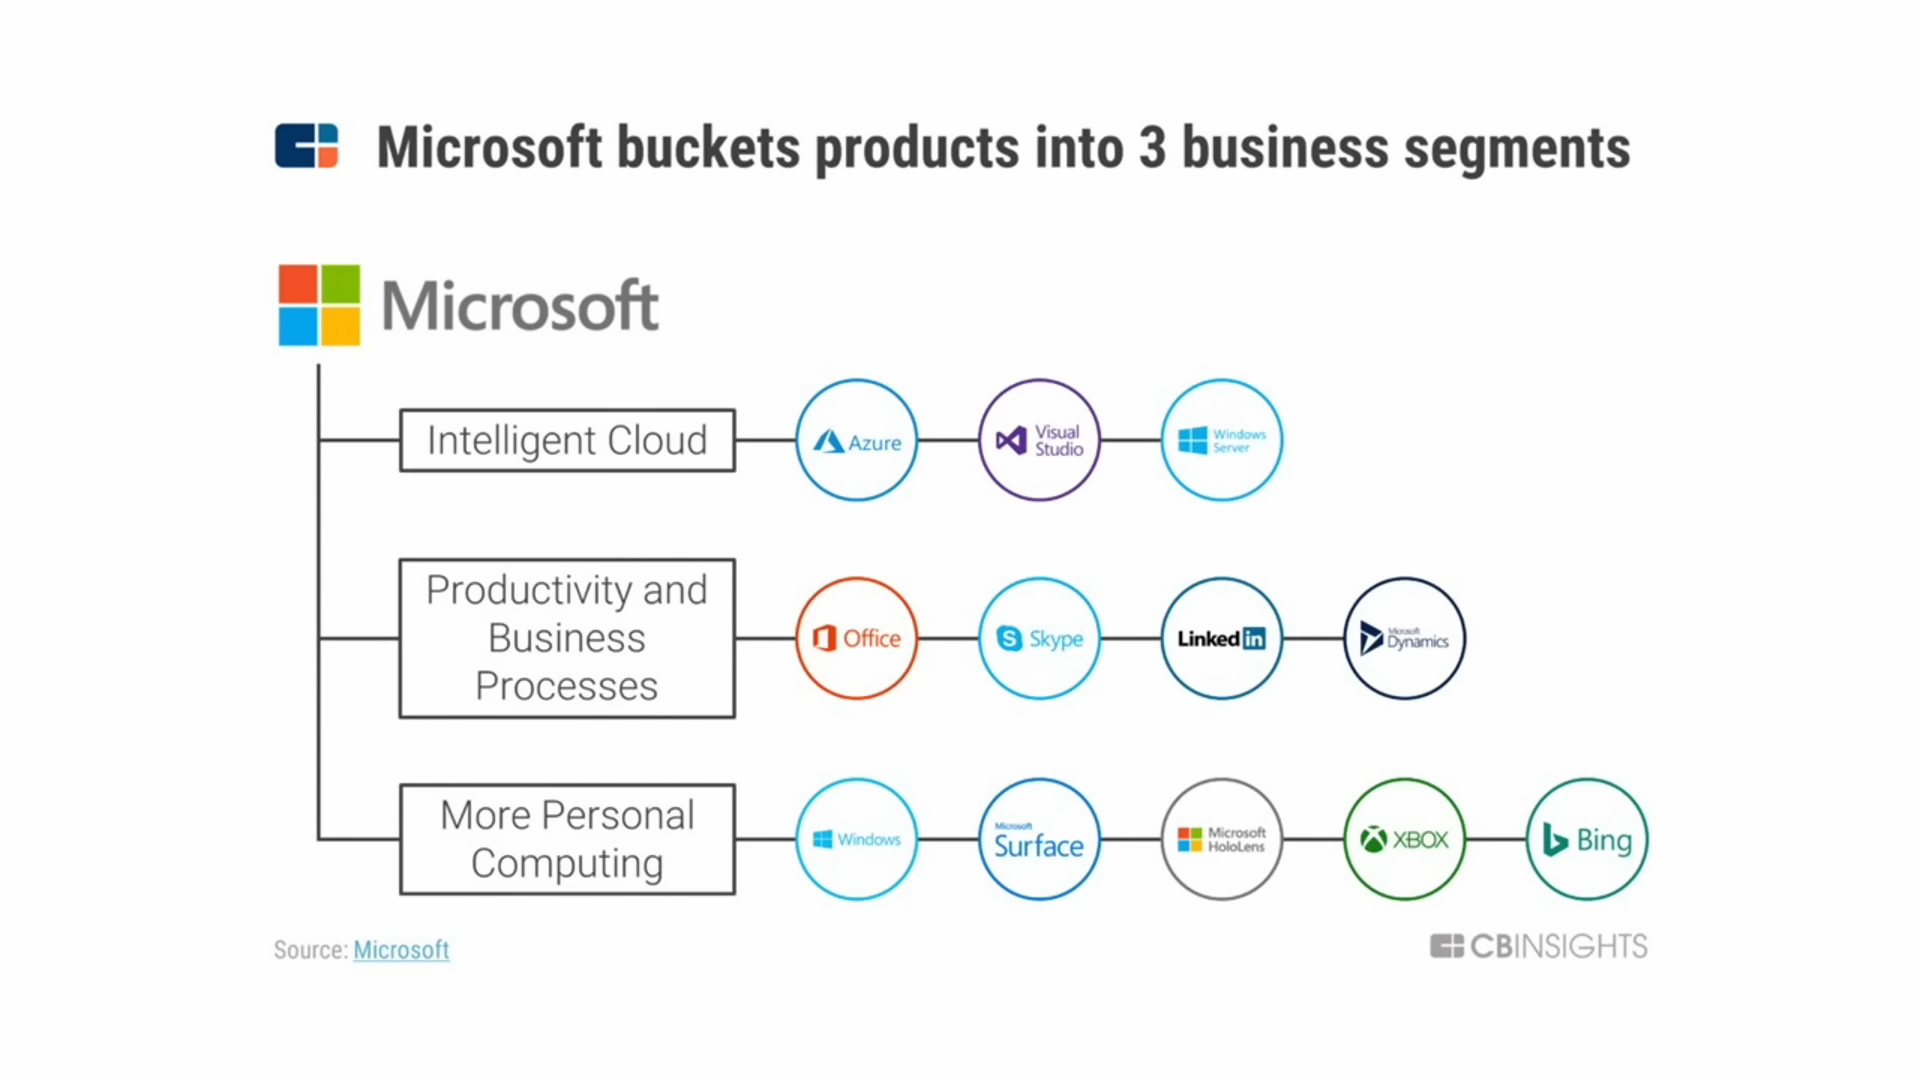 Microsoft buckets products into 3 business segments
Microsoft
Intelligent Cloud
Azure
Visual
Studio
Windows
Server
Productivity and
Business
Processes
Office
Skype
Linked in
Microsoft
Dynamics
More Personal
Computing
Windows
Microsoft
Surface
Microsoft
HoloLens
XBOX
Bing
Source: Microsoft
CBINSIGHTS